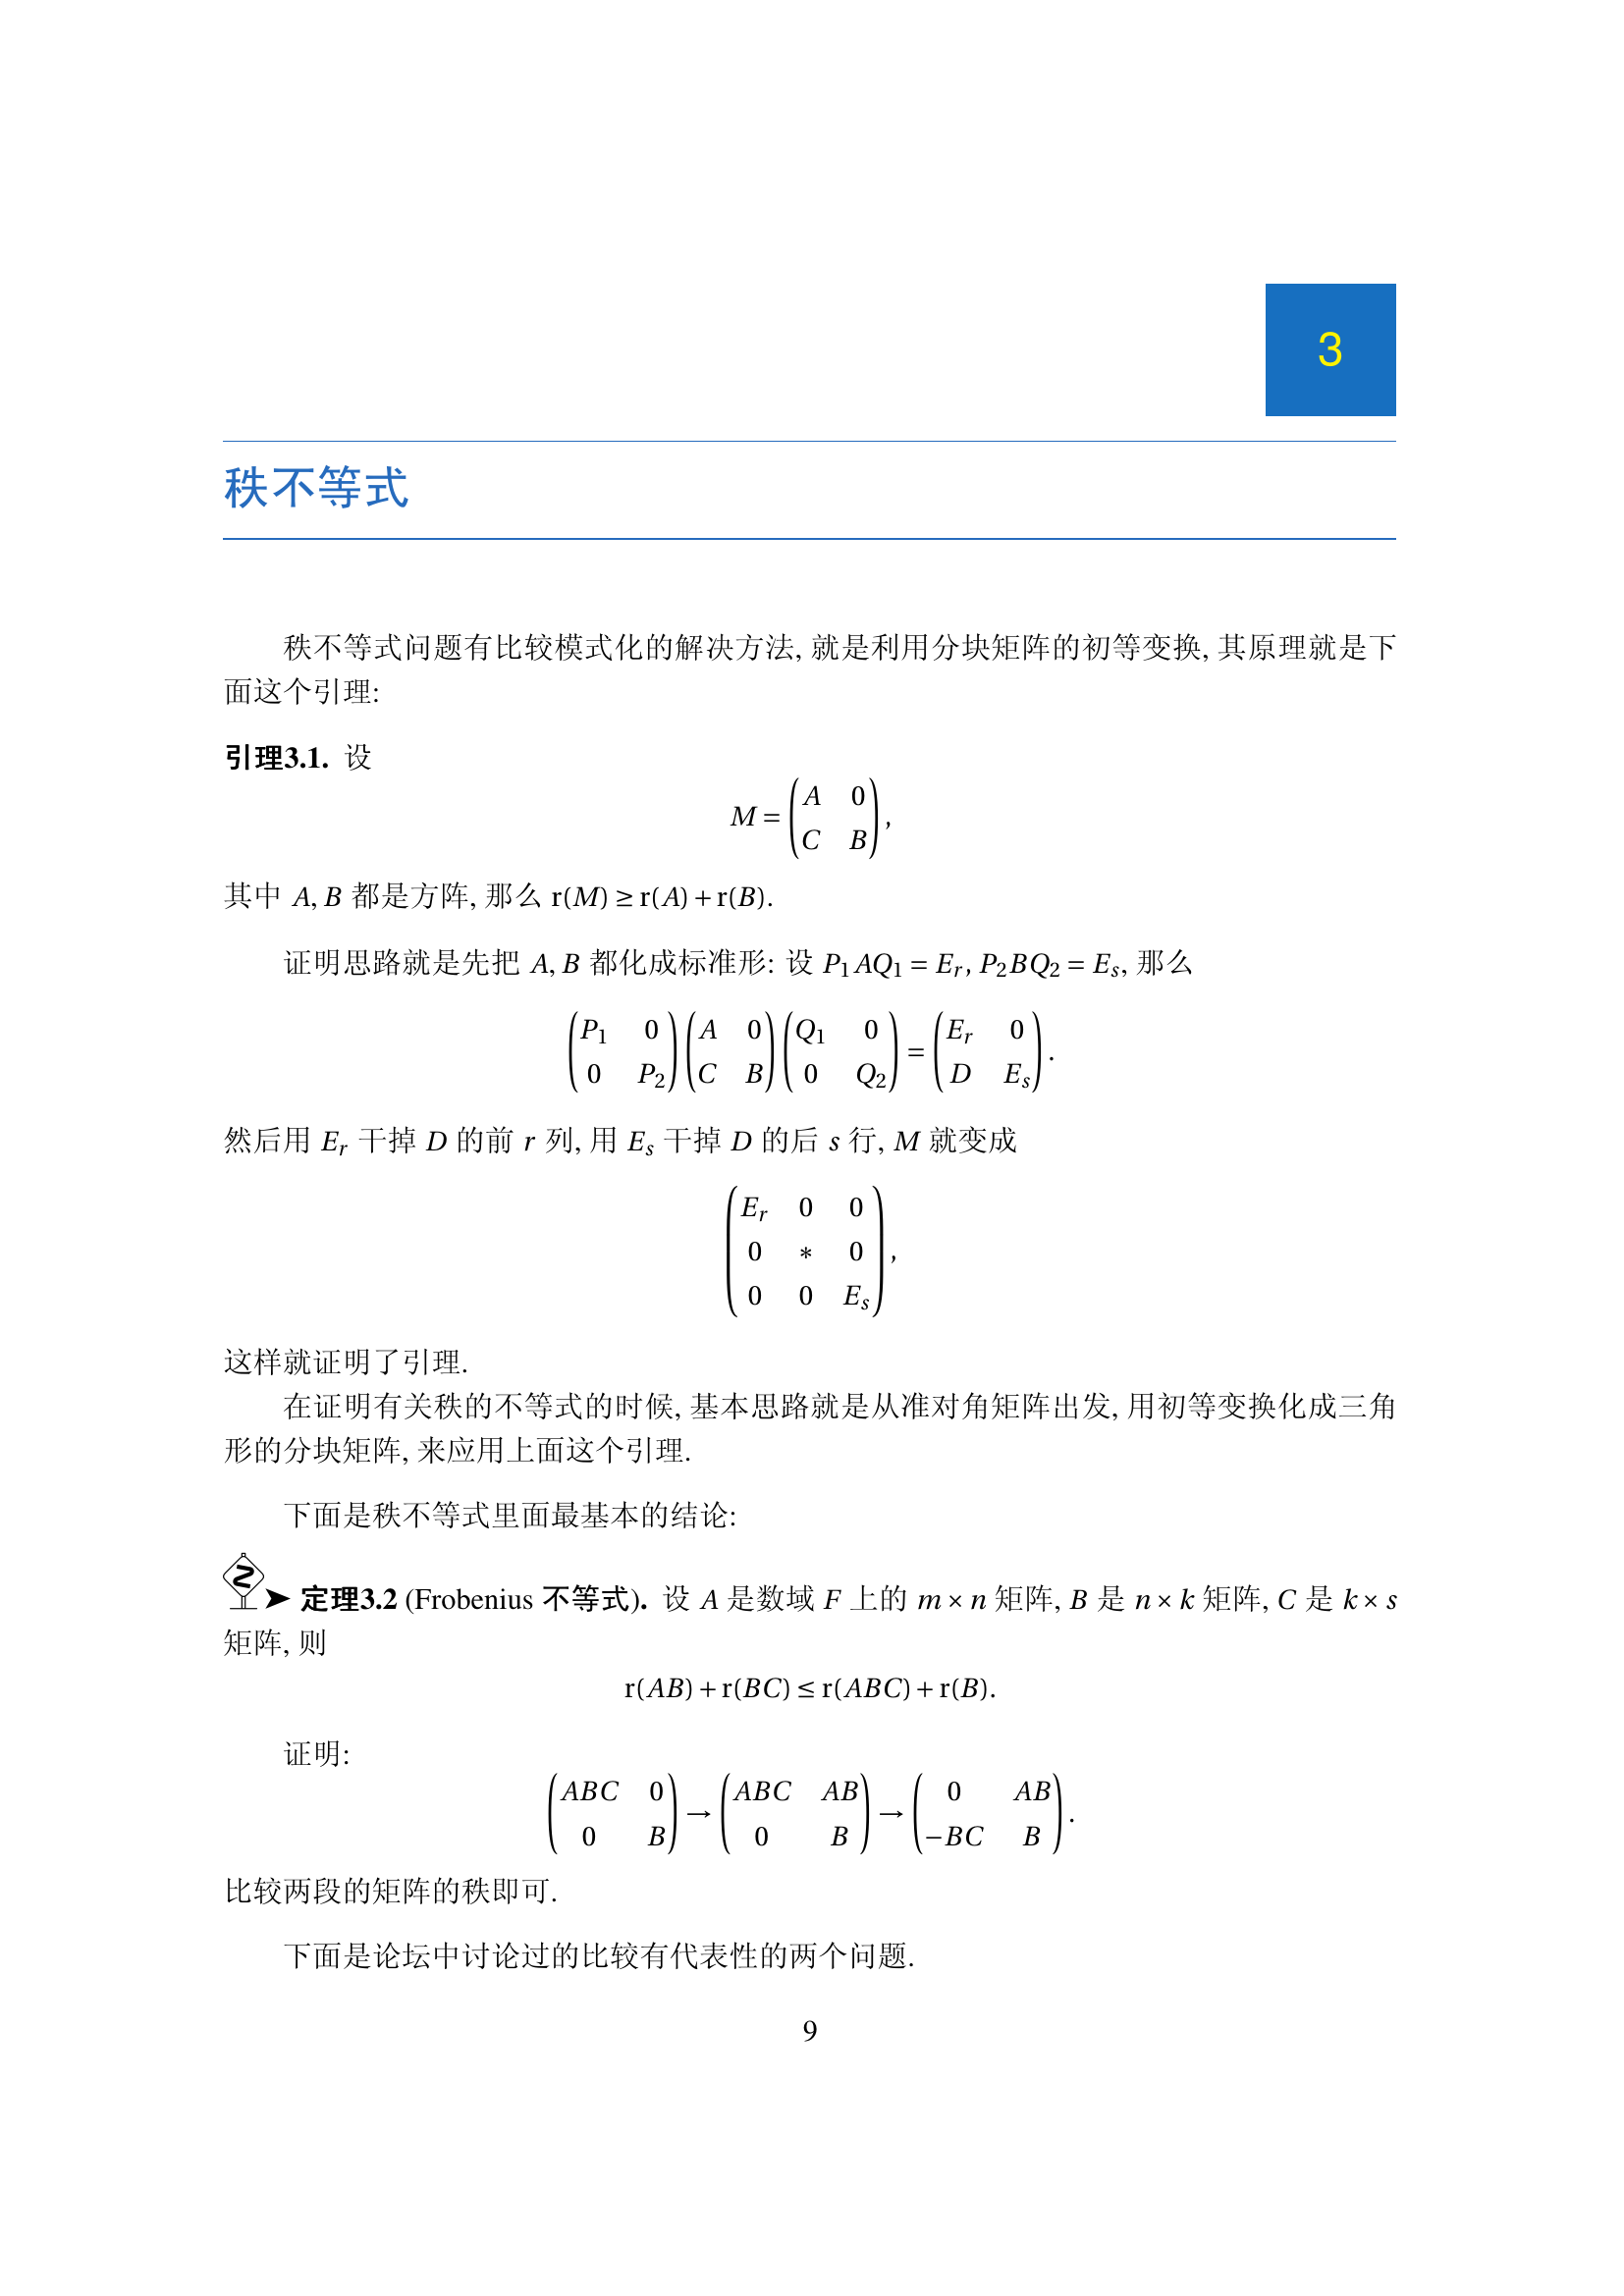 3
秩不等式
秩不等式问题有比较模式化的解决方法, 就是利用分块矩阵的初等变换, 其原理就是下
面这个引理:
引理3.1. 设
$M = \begin{pmatrix} A & 0 \\ C & B \end{pmatrix},$
其中 A, B 都是方阵, 那么 r(M) ≥ r(A) + r(B).
证明思路就是先把 A, B 都化成标准形: 设 $P_1AQ_1 = E_r, P_2BQ_2 = E_s$, 那么
$\begin{pmatrix} P_1 & 0 \\ 0 & P_2 \end{pmatrix} \begin{pmatrix} A & 0 \\ C & B \end{pmatrix} \begin{pmatrix} Q_1 & 0 \\ 0 & Q_2 \end{pmatrix} = \begin{pmatrix} E_r & 0 \\ D & E_s \end{pmatrix}.$
然后用 $E_r$ 干掉 D 的前 r 列, 用 $E_s$ 干掉 D 的后 s 行, M 就变成
$\begin{pmatrix} E_r & 0 & 0 \\ 0 & * & 0 \\ 0 & 0 & E_s \end{pmatrix},$
这样就证明了引理.
在证明有关秩的不等式的时候, 基本思路就是从准对角矩阵出发, 用初等变换化成三角
形的分块矩阵, 来应用上面这个引理.
下面是秩不等式里面最基本的结论:
➤ 定理3.2 (Frobenius 不等式). 设 A 是数域 F 上的 m × n 矩阵, B 是 n × k 矩阵, C 是 k × s
矩阵, 则
r(AB) + r(BC) ≤ r(ABC) + r(B).
证明:
$\begin{pmatrix} ABC & 0 \\ 0 & B \end{pmatrix} \to \begin{pmatrix} ABC & AB \\ 0 & B \end{pmatrix} \to \begin{pmatrix} 0 & AB \\ -BC & B \end{pmatrix}.$
比较两段的矩阵的秩即可.
下面是论坛中讨论过的比较有代表性的两个问题.
9